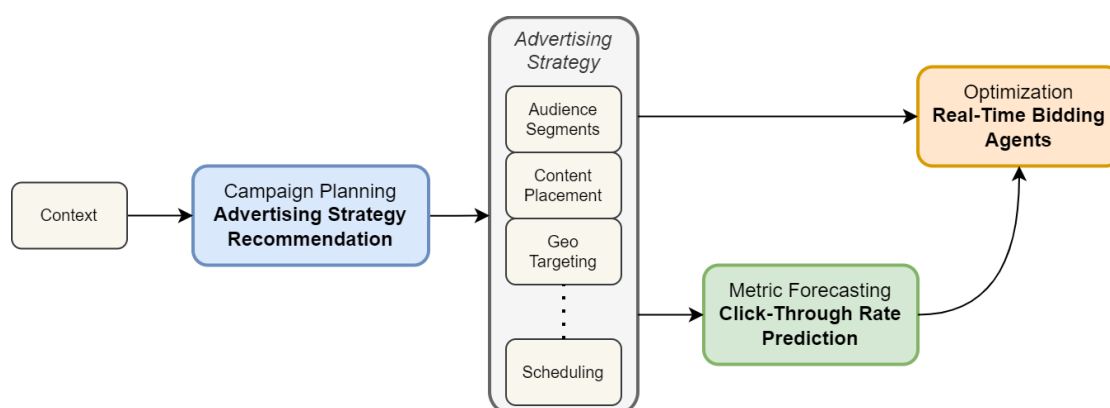 Context
Campaign Planning
Advertising Strategy
Recommendation
Advertising
Strategy
Audience
Segments
Content
Placement
Geo
Targeting
Scheduling
Metric Forecasting
Click-Through Rate
Prediction
Optimization
Real-Time Bidding
Agents